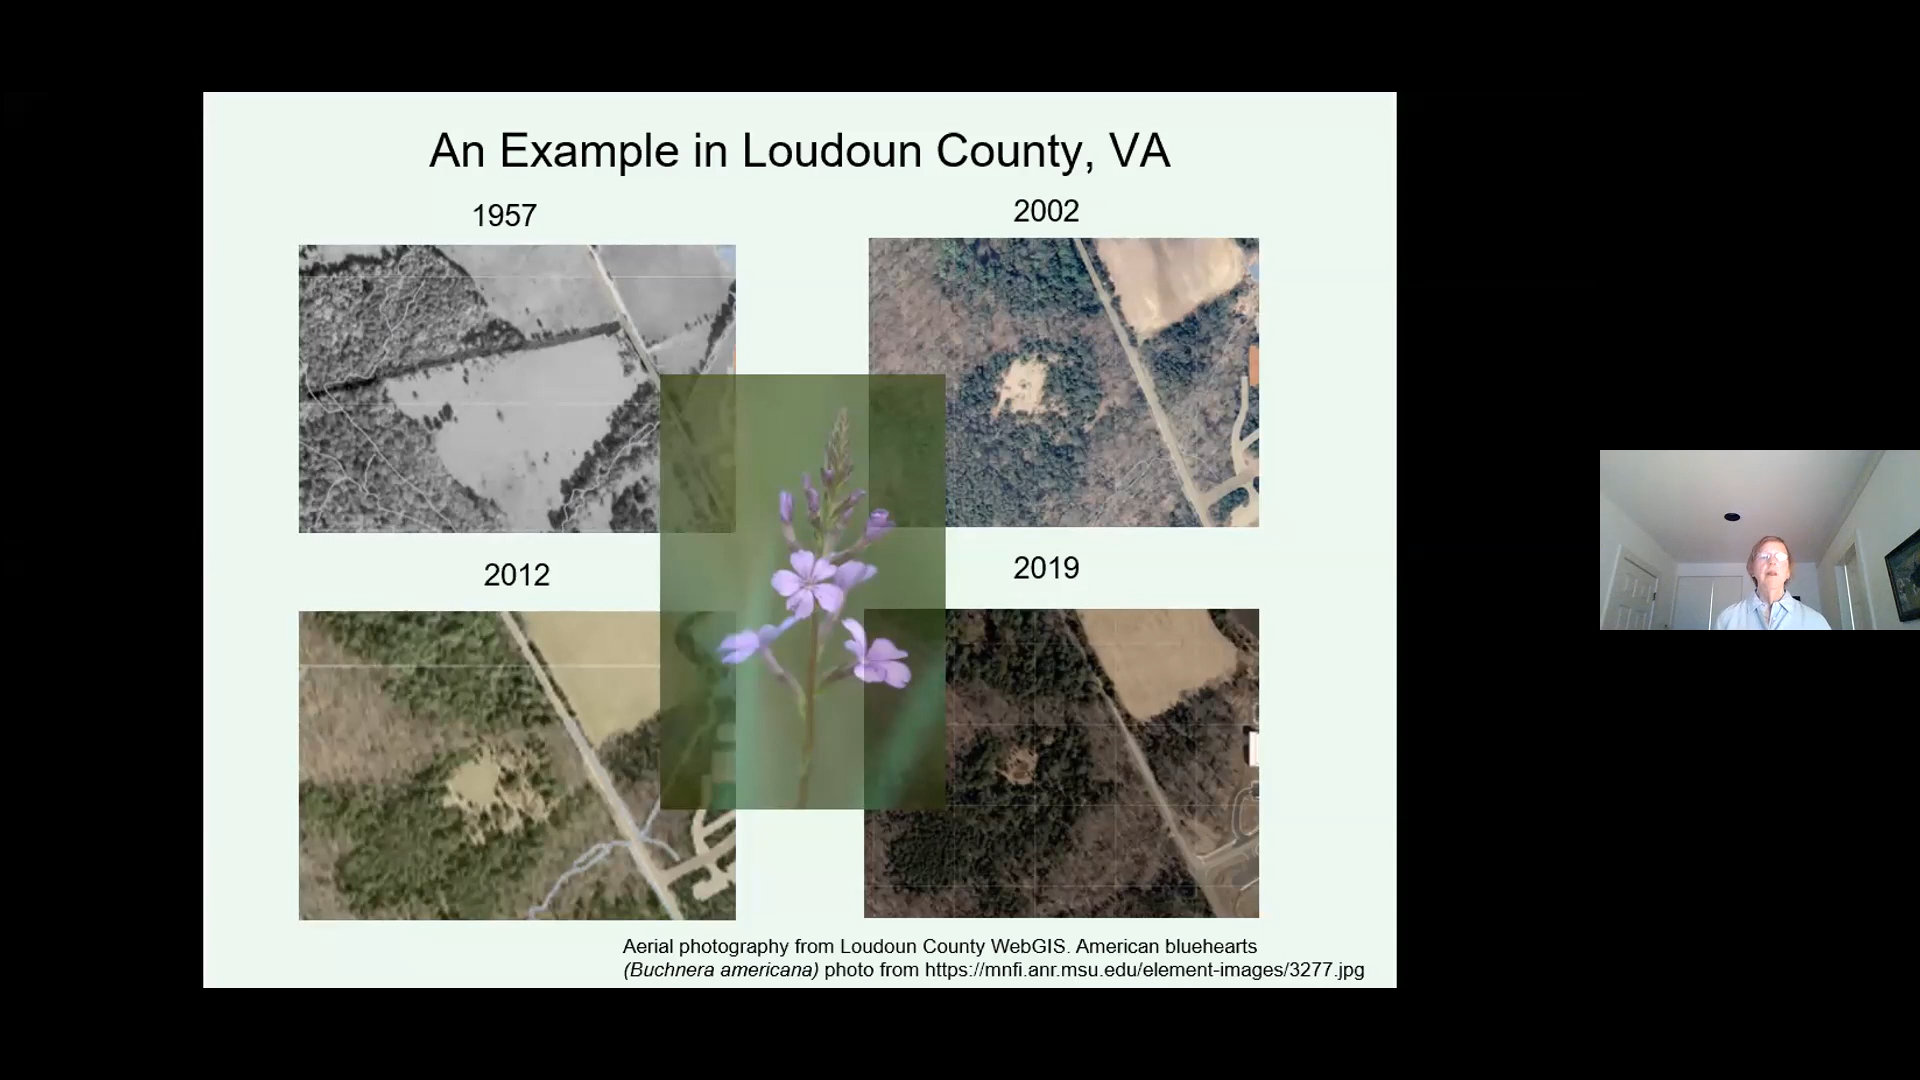 An Example in Loudoun County, VA
1957
2002
2012
2019
Aerial photography from Loudoun County WebGIS. American bluehearts
(Buchnera americana) photo from https://mnfi.anr.msu.edu/element-images/3277.jpg